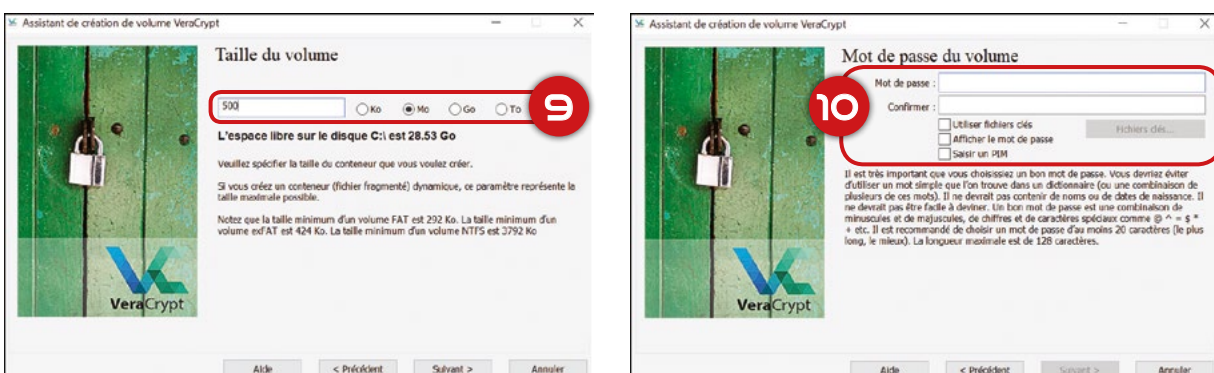 Assistant de création de volume VeraCrypt
Taille du volume
500
Ko Mo Go To
9
L'espace libre sur le disque C:\ est 28.53 Go
Veuillez spécifier la taille du conteneur que vous voulez créer.
Si vous créez un conteneur (fichier fragmenté) dynamique, ce paramètre représente la
taille maximale possible.
Notez que la taille minimum d'un volume FAT est 292 Ko. La taille minimum d'un
volume exFAT est 424 Ko. La taille minimum d'un volume NTFS est 3792 Ko
VeraCrypt
Aide < Précédent Suivant > Annuler
Assistant de création de volume VeraCrypt
Mot de passe du volume
10
Mot de passe :
Confirmer :
Utiliser fichiers clés Fichiers clés...
Afficher le mot de passe
Saisir un PIM
Il est très important que vous choisissiez un bon mot de passe. Vous devriez éviter
d'utiliser un mot simple que l'on trouve dans un dictionnaire (ou une combinaison de
plusieurs de ces mots). Il ne devrait pas contenir de noms ou de dates de naissance. Il
ne devrait pas être facile à deviner. Un bon mot de passe est une combinaison de
minuscules et de majuscules, de chiffres et de caractères spéciaux comme @ ^ = $ *
+ etc. Il est recommandé de choisir un mot de passe d'au moins 20 caractères (le plus
long, le mieux). La longueur maximale est de 128 caractères.
VeraCrypt
Aide < Précédent Suivant > Annuler